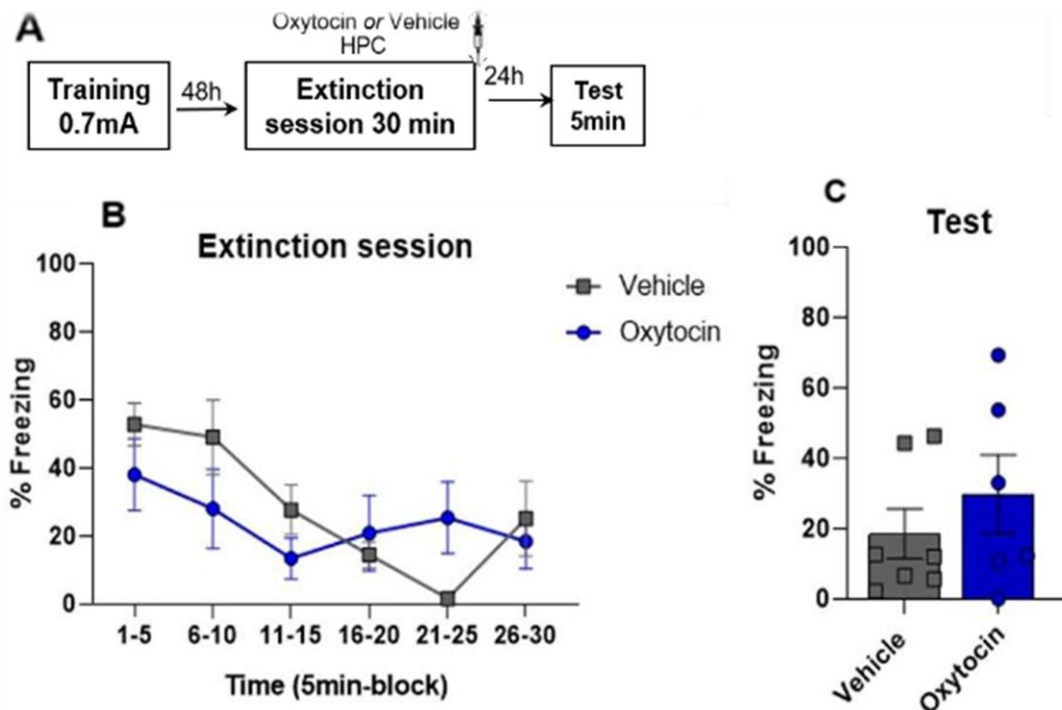 A
Oxytocin or Vehicle
HPC
Training
0.7mA
48h
Extinction
session 30 min
24h
Test
5min
B
Extinction session
100
80
60
40
20
0
% Freezing
1-5
6-10
11-15
16-20
21-25
26-30
Time (5min-block)
Vehicle
Oxytocin
C
Test
100
80
60
40
20
0
% Freezing
Vehicle
Oxytocin